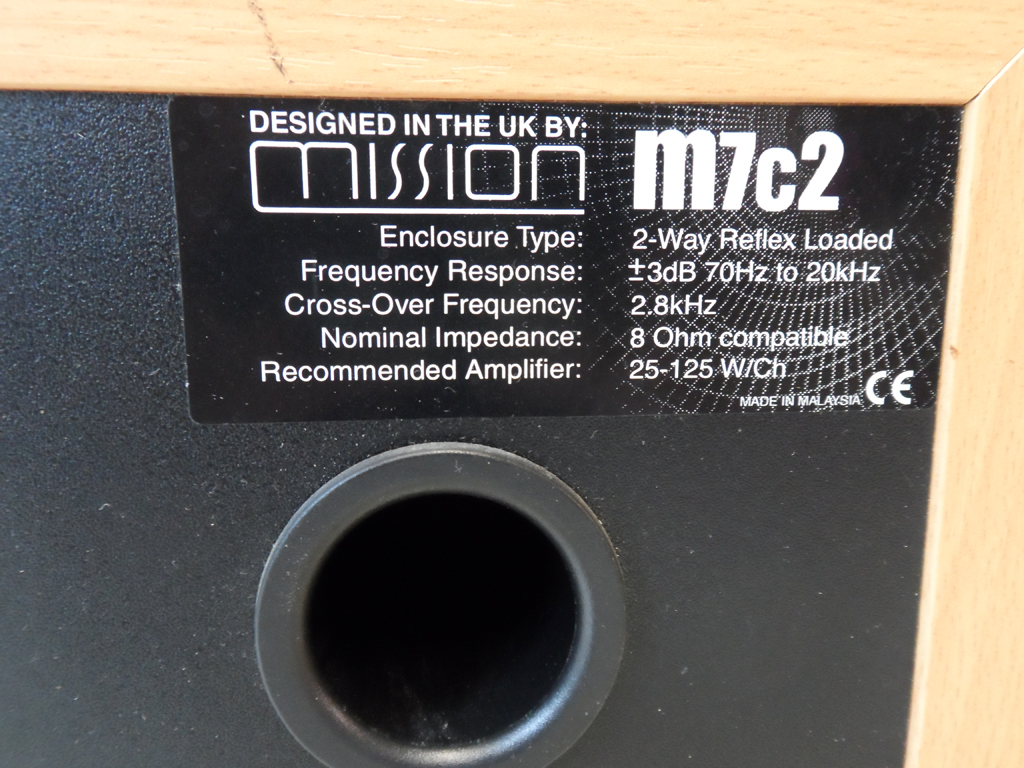 DESIGNED IN THE UK BY:
mission m7c2
Enclosure Type: 2-Way Reflex Loaded
Frequency Response: ±3dB 70Hz to 20kHz
Cross-Over Frequency: 2.8kHz
Nominal Impedance: 8 Ohm compatible
Recommended Amplifier: 25-125 W/Ch
MADE IN MALAYSIA CE